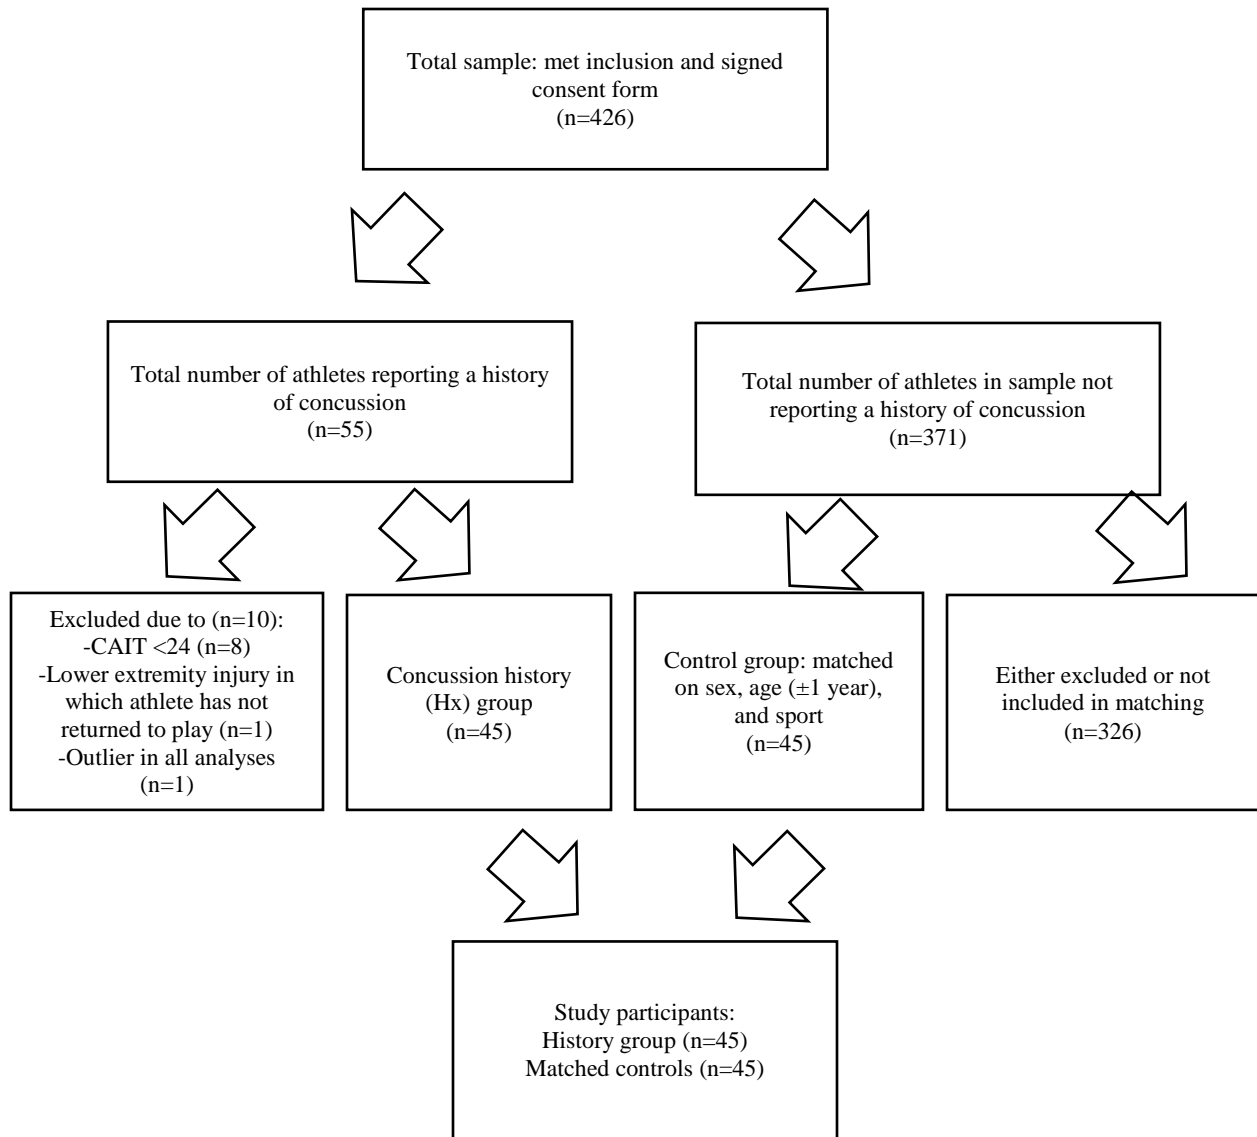 Total sample: met inclusion and signed
consent form
(n=426)
Total number of athletes reporting a history
of concussion
(n=55)
Total number of athletes in sample not
reporting a history of concussion
(n=371)
Excluded due to (n=10):
-CAIT <24 (n=8)
-Lower extremity injury in
which athlete has not
returned to play (n=1)
-Outlier in all analyses
(n=1)
Concussion history
(Hx) group
(n=45)
Control group: matched
on sex, age (±1 year),
and sport
(n=45)
Either excluded or not
included in matching
(n=326)
Study participants:
History group (n=45)
Matched controls (n=45)